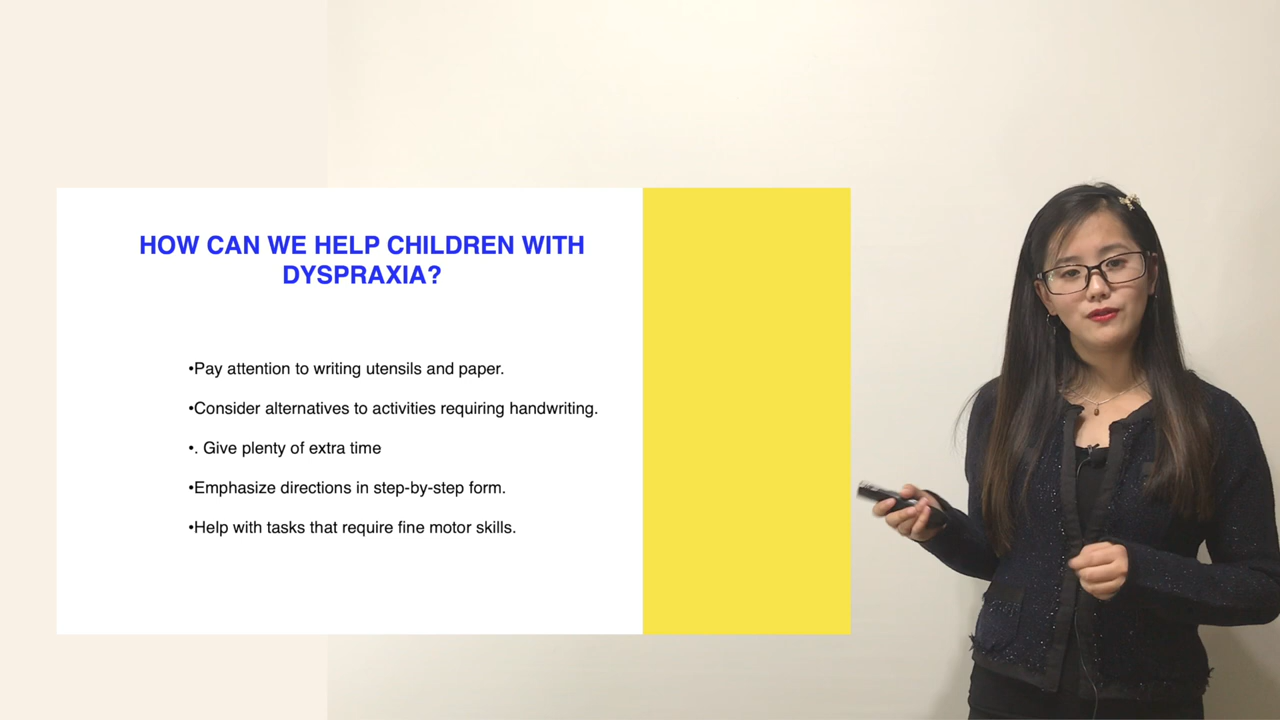 HOW CAN WE HELP CHILDREN WITH
DYSPRAXIA?
•Pay attention to writing utensils and paper.
•Consider alternatives to activities requiring handwriting.
•. Give plenty of extra time
•Emphasize directions in step-by-step form.
•Help with tasks that require fine motor skills.